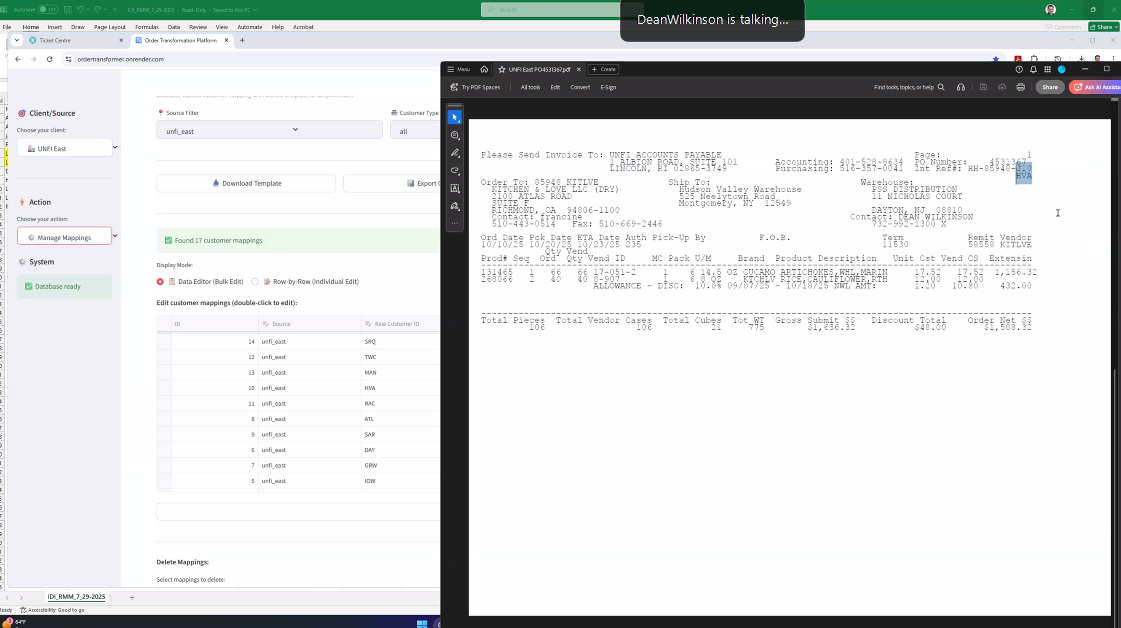 AutoSave Off IDI_RMM_7_29-2025 - Read-Only • Saved to this PC Search
DeanWilkinson is talking...
File Home Insert Draw Page Layout Formulas Data Review View Automate Help Acrobat Comments Share
Ticket Centre Order Transformation Platform
ordertransformer.onrender.com
Client/Source
Choose your client:
UNFI East
Action
Choose your action:
Manage Mappings
System
Database ready
Source Filter
unfi_east
Customer Type
all
Download Template
Export C
Found 17 customer mappings
Display Mode:
Data Editor (Bulk Edit) Row-by-Row (Individual Edit)
Edit customer mappings (double-click to edit):
ID Source Raw Customer ID
14 unfi_east SRQ
12 unfi_east TWC
13 unfi_east MAN
10 unfi_east HVA
11 unfi_east RAC
8 unfi_east ATL
9 unfi_east SAR
6 unfi_east DAY
7 unfi_east GRW
5 unfi_east IOW
Delete Mappings:
Select mappings to delete:
IDI_RMM_7_29-2025
Ready Accessibility: Good to go
64°F
Menu UNFI East PO4531367.pdf Create
Try PDF Spaces All tools Edit Convert E-Sign Find tools, topics, or help Share Ask AI Assista
Please Send Invoice To: UNFI ACCOUNTS PAYABLE Page: 1
1 ALBION ROAD, SUITE 101 Accounting: 401-528-8634 PO Number: 4531367
LINCOLN, RI 02865-3749 Purchasing: 516-357-0041 Int Ref#: HH-85948-J10
HVA
Order To: 85948 KITLVE Ship To: Warehouse:
KITCHEN & LOVE LLC (DRY) Hudson Valley Warehouse PSS DISTRIBUTION
2100 ATLAS ROAD 525 Neelytown Road 11 NICHOLAS COURT
SUITE F Montgomery, NY 12549
RICHMOND, CA 94806-1100 DAYTON, NJ 08810
Contact: francine Contact: DEAN WILKINSON
510-443-0514 Fax: 510-669-2446 732-992-1300 X
Ord Date Pck Date ETA Date Auth Pick-Up By F.O.B. Term Remit Vendor
10/10/25 10/20/25 10/23/25 235 11530 58558 KITLVE
Qty Vend
Prod# Seq Ord Qty Vend ID MC Pack U/M Brand Product Description Unit Cst Vend CS Extensin
131465 1 66 66 17-051-2 1 6 14.5 OZ CUCAMO ARTICHOKES,WHL,MARIN 17.52 17.52 1,156.32
268066 2 40 40 8-907 1 6 8 OZ KTCHLV RICE,CAULIFLOWER,RTH 12.00 12.00
ALLOWANCE - DISC: 10.0% 09/07/25 - 10/18/25 NWL AMT: 1.20 10.80 432.00
Total Pieces Total Vendor Cases Total Cubes Tot WT Gross Submit $$ Discount Total Order Net $$
106 106 21 775 $1,636.32 $48.00 $1,588.32